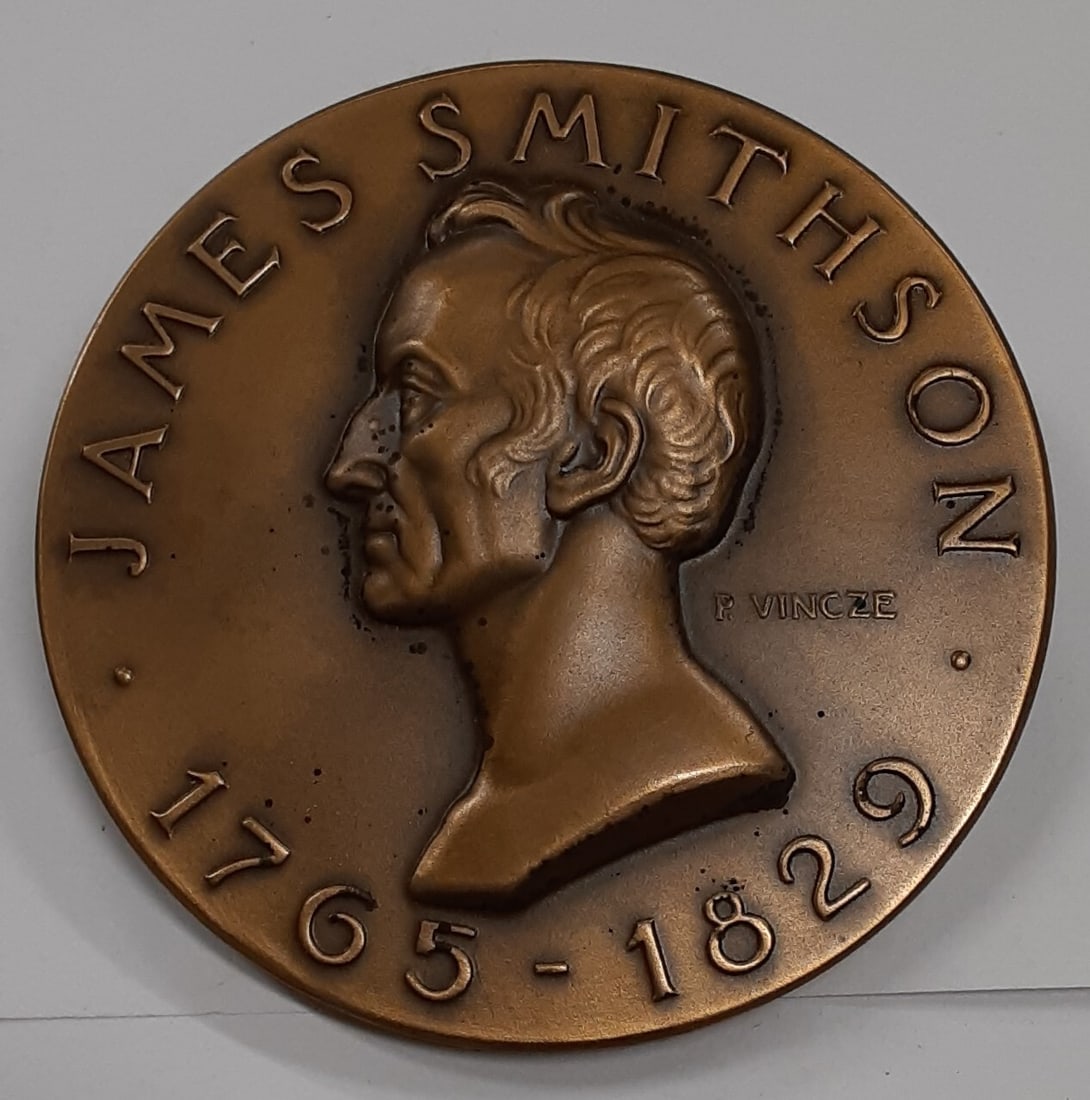 JAMES SMITHSON
P. VINCZE
1765-1829